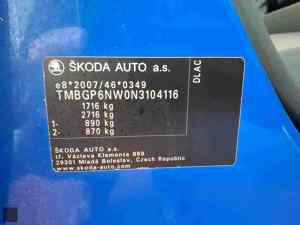 ŠKODA AUTO a.s.
DLAC
e8*2007/46*0349
TMBGP6NW0N3104116
1716 kg
2716 kg
1- 890 kg
2- 870 kg
ŠKODA AUTO a.s.
tř. Václava Klementa 869
29301 Mladá Boleslav, Czech Republic
www.skoda-auto.com